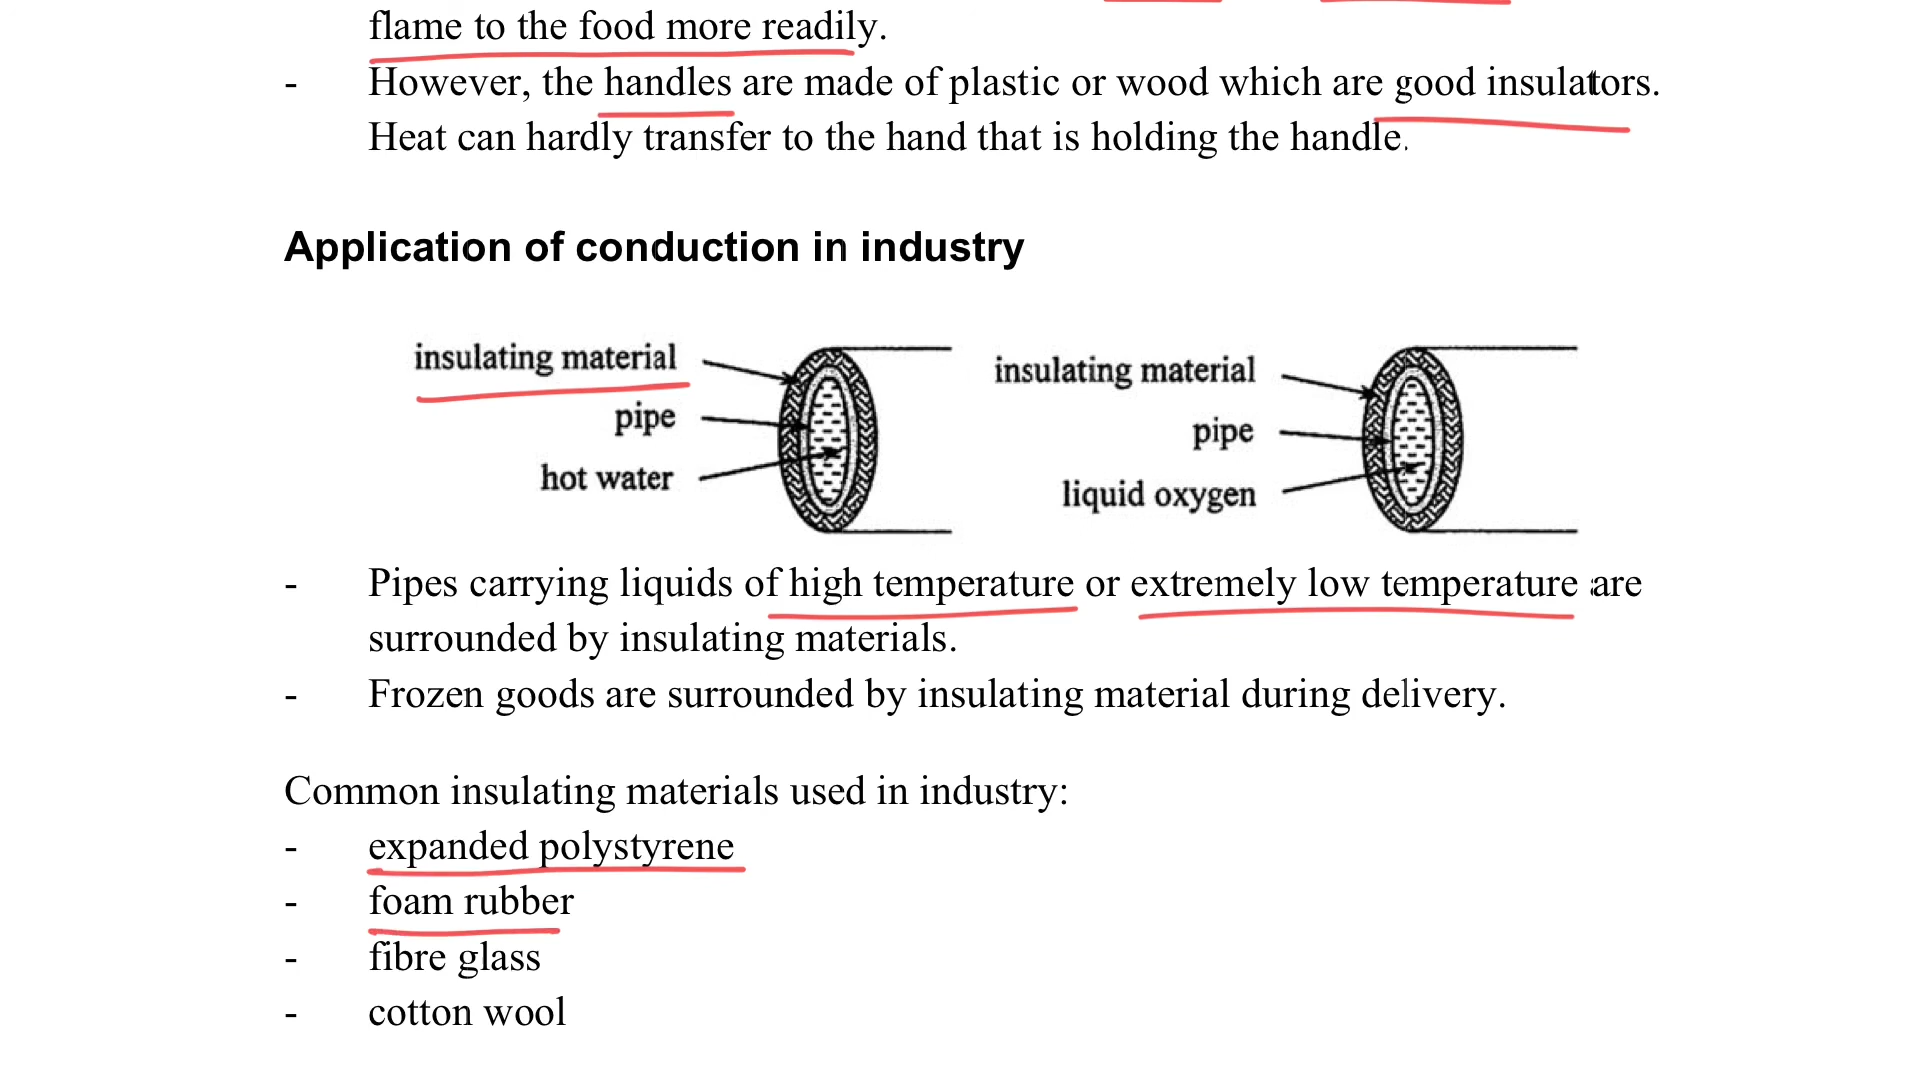 flame to the food more readily.
- However, the handles are made of plastic or wood which are good insulators.
Heat can hardly transfer to the hand that is holding the handle.
Application of conduction in industry
insulating material
pipe
hot water
insulating material
pipe
liquid oxygen
- Pipes carrying liquids of high temperature or extremely low temperature are
surrounded by insulating materials.
- Frozen goods are surrounded by insulating material during delivery.
Common insulating materials used in industry:
- expanded polystyrene
- foam rubber
- fibre glass
- cotton wool